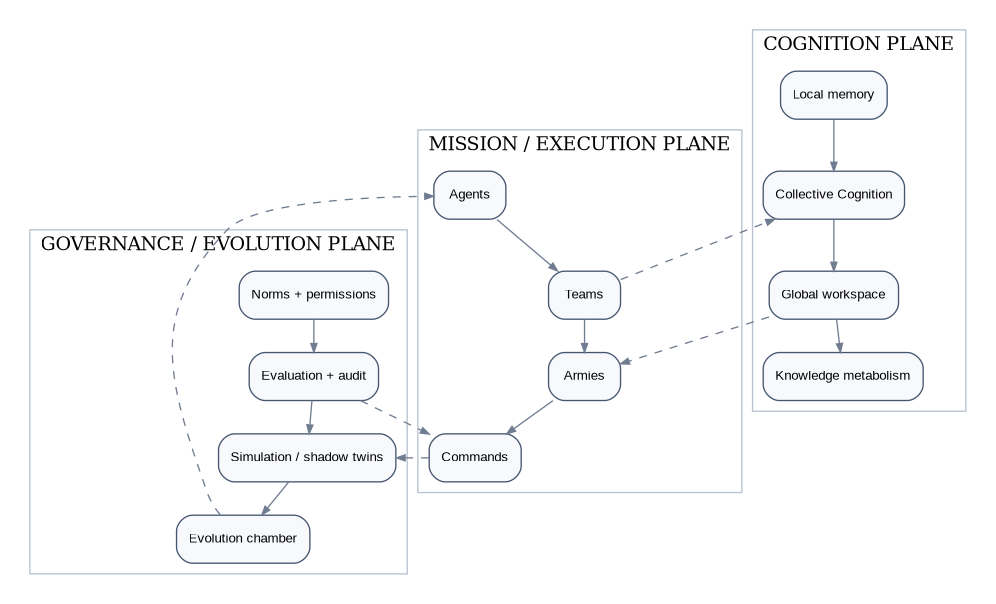 COGNITION PLANE
Local memory
Collective Cognition
Global workspace
Knowledge metabolism
MISSION / EXECUTION PLANE
Agents
Teams
Armies
Commands
GOVERNANCE / EVOLUTION PLANE
Norms + permissions
Evaluation + audit
Simulation / shadow twins
Evolution chamber